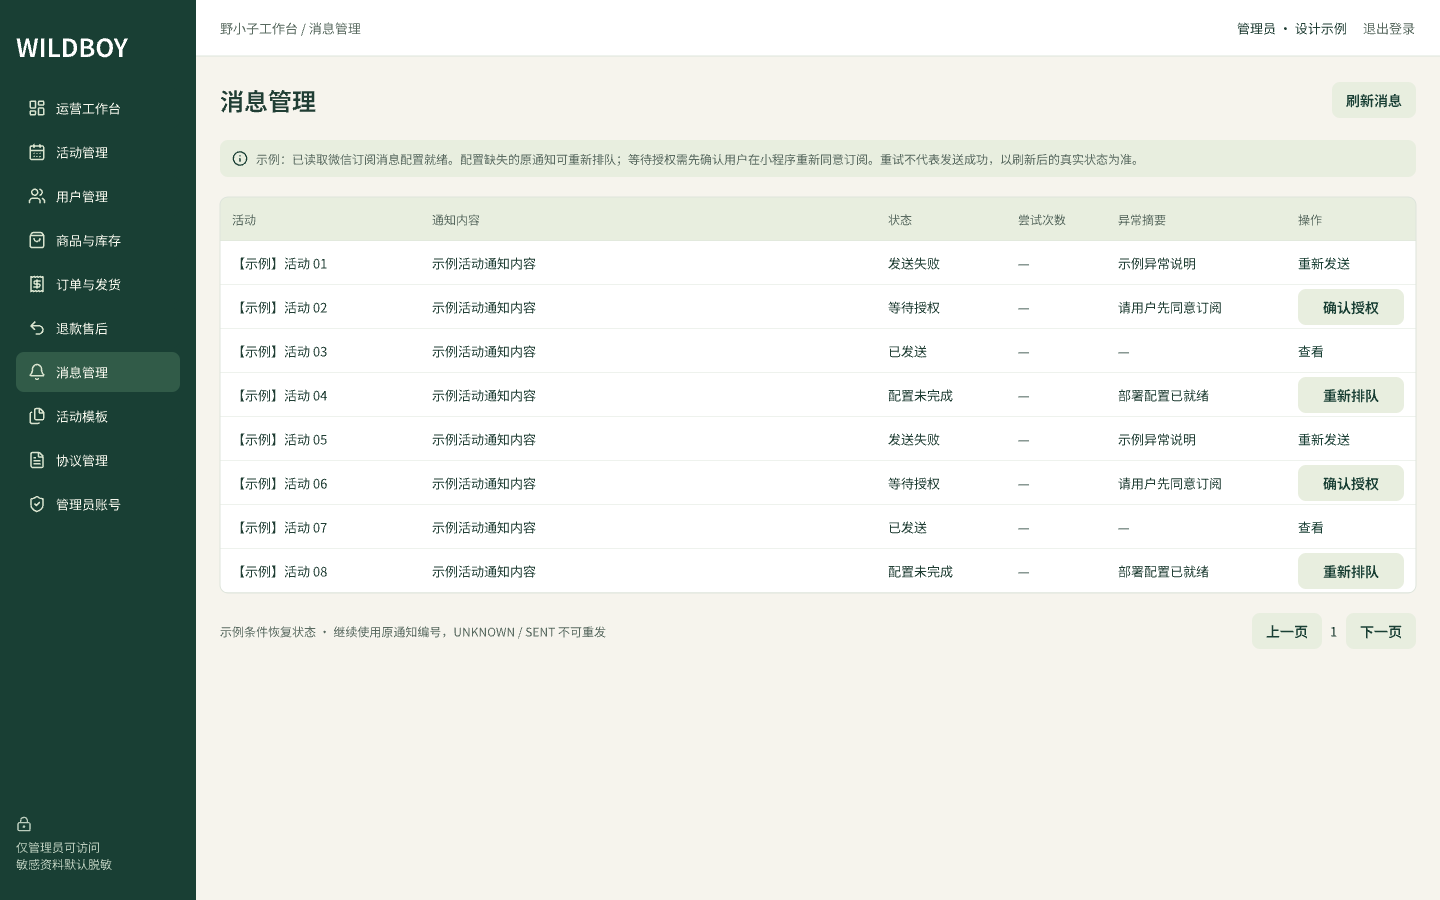 WILDBOY
运营工作台
活动管理
用户管理
商品与库存
订单与发货
退款售后
消息管理
活动模板
协议管理
管理员账号
仅管理员可访问
敏感资料默认脱敏
野小子工作台 / 消息管理
管理员 · 设计示例 退出登录
消息管理
刷新消息
示例：已读取微信订阅消息配置就绪。配置缺失的原通知可重新排队；等待授权需先确认用户在小程序重新同意订阅。重试不代表发送成功，以刷新后的真实状态为准。
活动 通知内容 状态 尝试次数 异常摘要 操作
【示例】活动 01 示例活动通知内容 发送失败 — 示例异常说明 重新发送
【示例】活动 02 示例活动通知内容 等待授权 — 请用户先同意订阅 确认授权
【示例】活动 03 示例活动通知内容 已发送 — — 查看
【示例】活动 04 示例活动通知内容 配置未完成 — 部署配置已就绪 重新排队
【示例】活动 05 示例活动通知内容 发送失败 — 示例异常说明 重新发送
【示例】活动 06 示例活动通知内容 等待授权 — 请用户先同意订阅 确认授权
【示例】活动 07 示例活动通知内容 已发送 — — 查看
【示例】活动 08 示例活动通知内容 配置未完成 — 部署配置已就绪 重新排队
示例条件恢复状态 · 继续使用原通知编号，UNKNOWN / SENT 不可重发
上一页 1 下一页